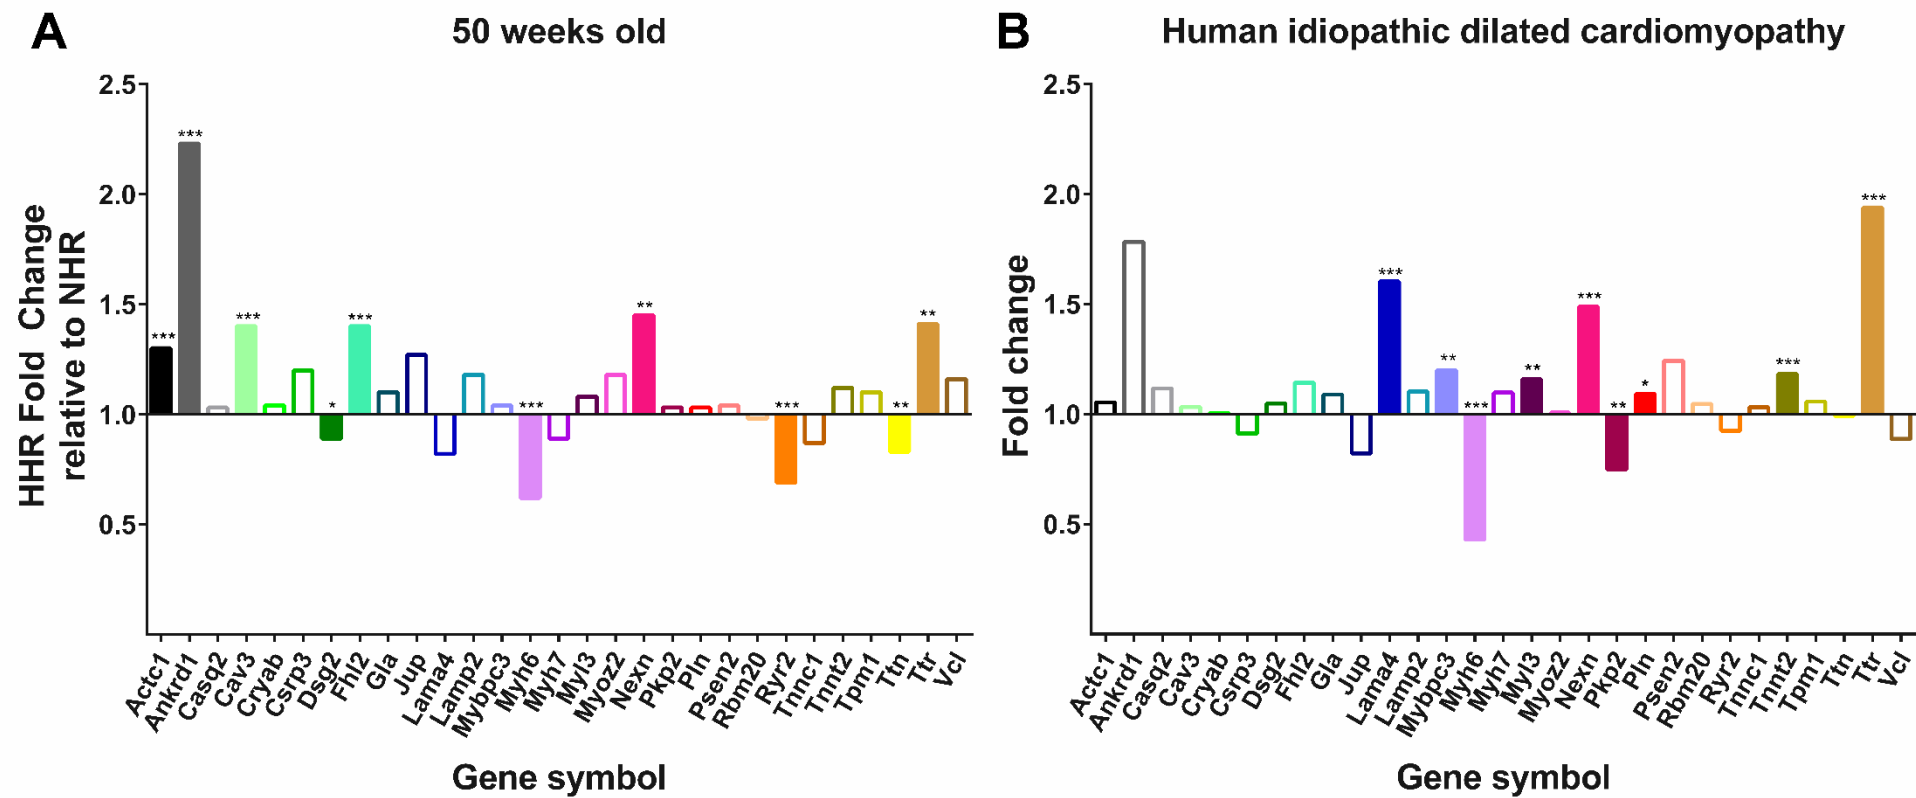 A
50 weeks old
HHR Fold Change
relative to NHR
2.5
2.0
1.5
1.0
0.5
***
***
***
*
***
***
**
***
**
**
Actc1
Ankrd1
Casq2
Cav3
Cryab
Csrp3
Dsg2
Fhl2
Gla
Jup
Lama4
Lamp2
Mybpc3
Myh6
Myh7
Myl3
Myoz2
Nexn
Pkp2
Pln
Psen2
Rbm20
Ryr2
Tnnc1
Tnnt2
Tpm1
Ttn
Ttr
Vcl
Gene symbol
B
Human idiopathic dilated cardiomyopathy
Fold change
2.5
2.0
1.5
1.0
0.5
***
**
***
**
***
**
*
***
***
Actc1
Ankrd1
Casq2
Cav3
Cryab
Csrp3
Dsg2
Fhl2
Gla
Jup
Lama4
Lamp2
Mybpc3
Myh6
Myh7
Myl3
Myoz2
Nexn
Pkp2
Pln
Psen2
Rbm20
Ryr2
Tnnc1
Tnnt2
Tpm1
Ttn
Ttr
Vcl
Gene symbol